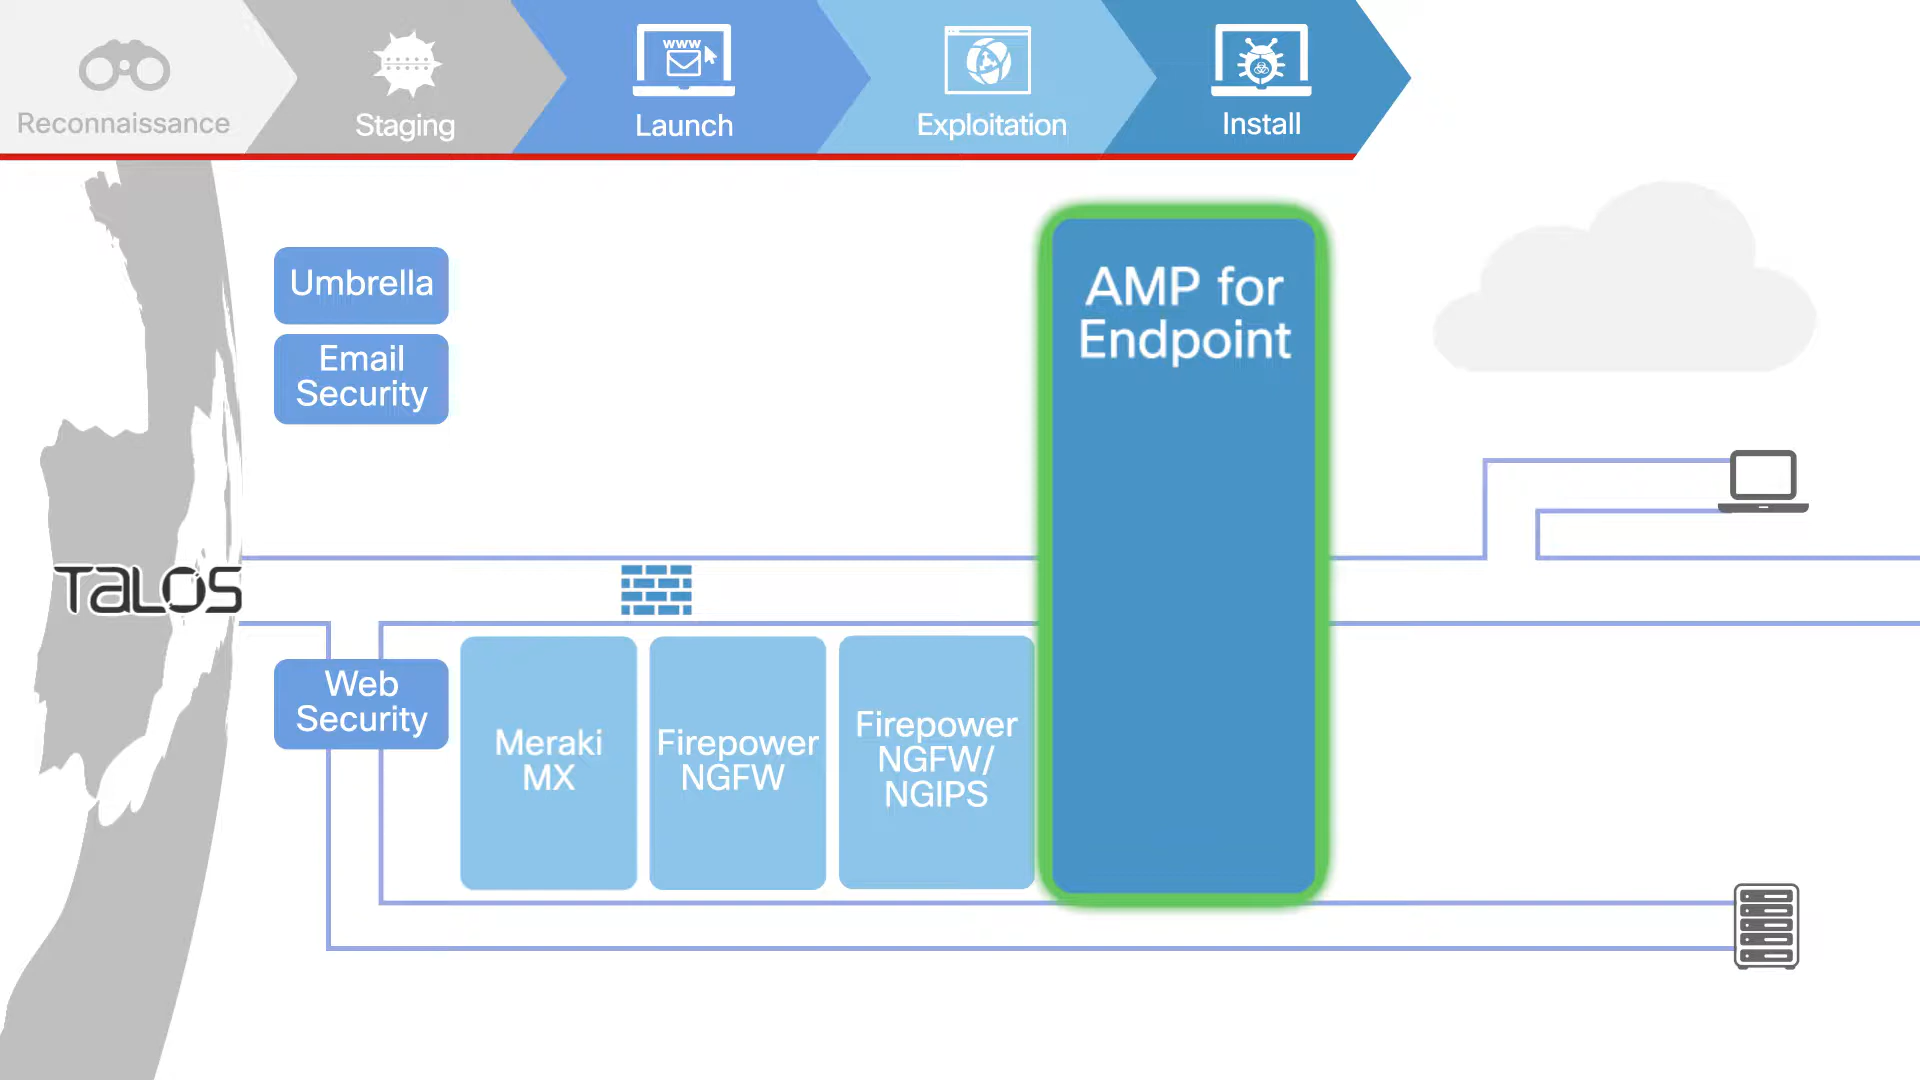 Reconnaissance
Staging
www
Launch
Exploitation
Install
Umbrella
Email
Security
AMP for
Endpoint
TALOS
Web
Security
Meraki
MX
Firepower
NGFW
Firepower
NGFW/
NGIPS